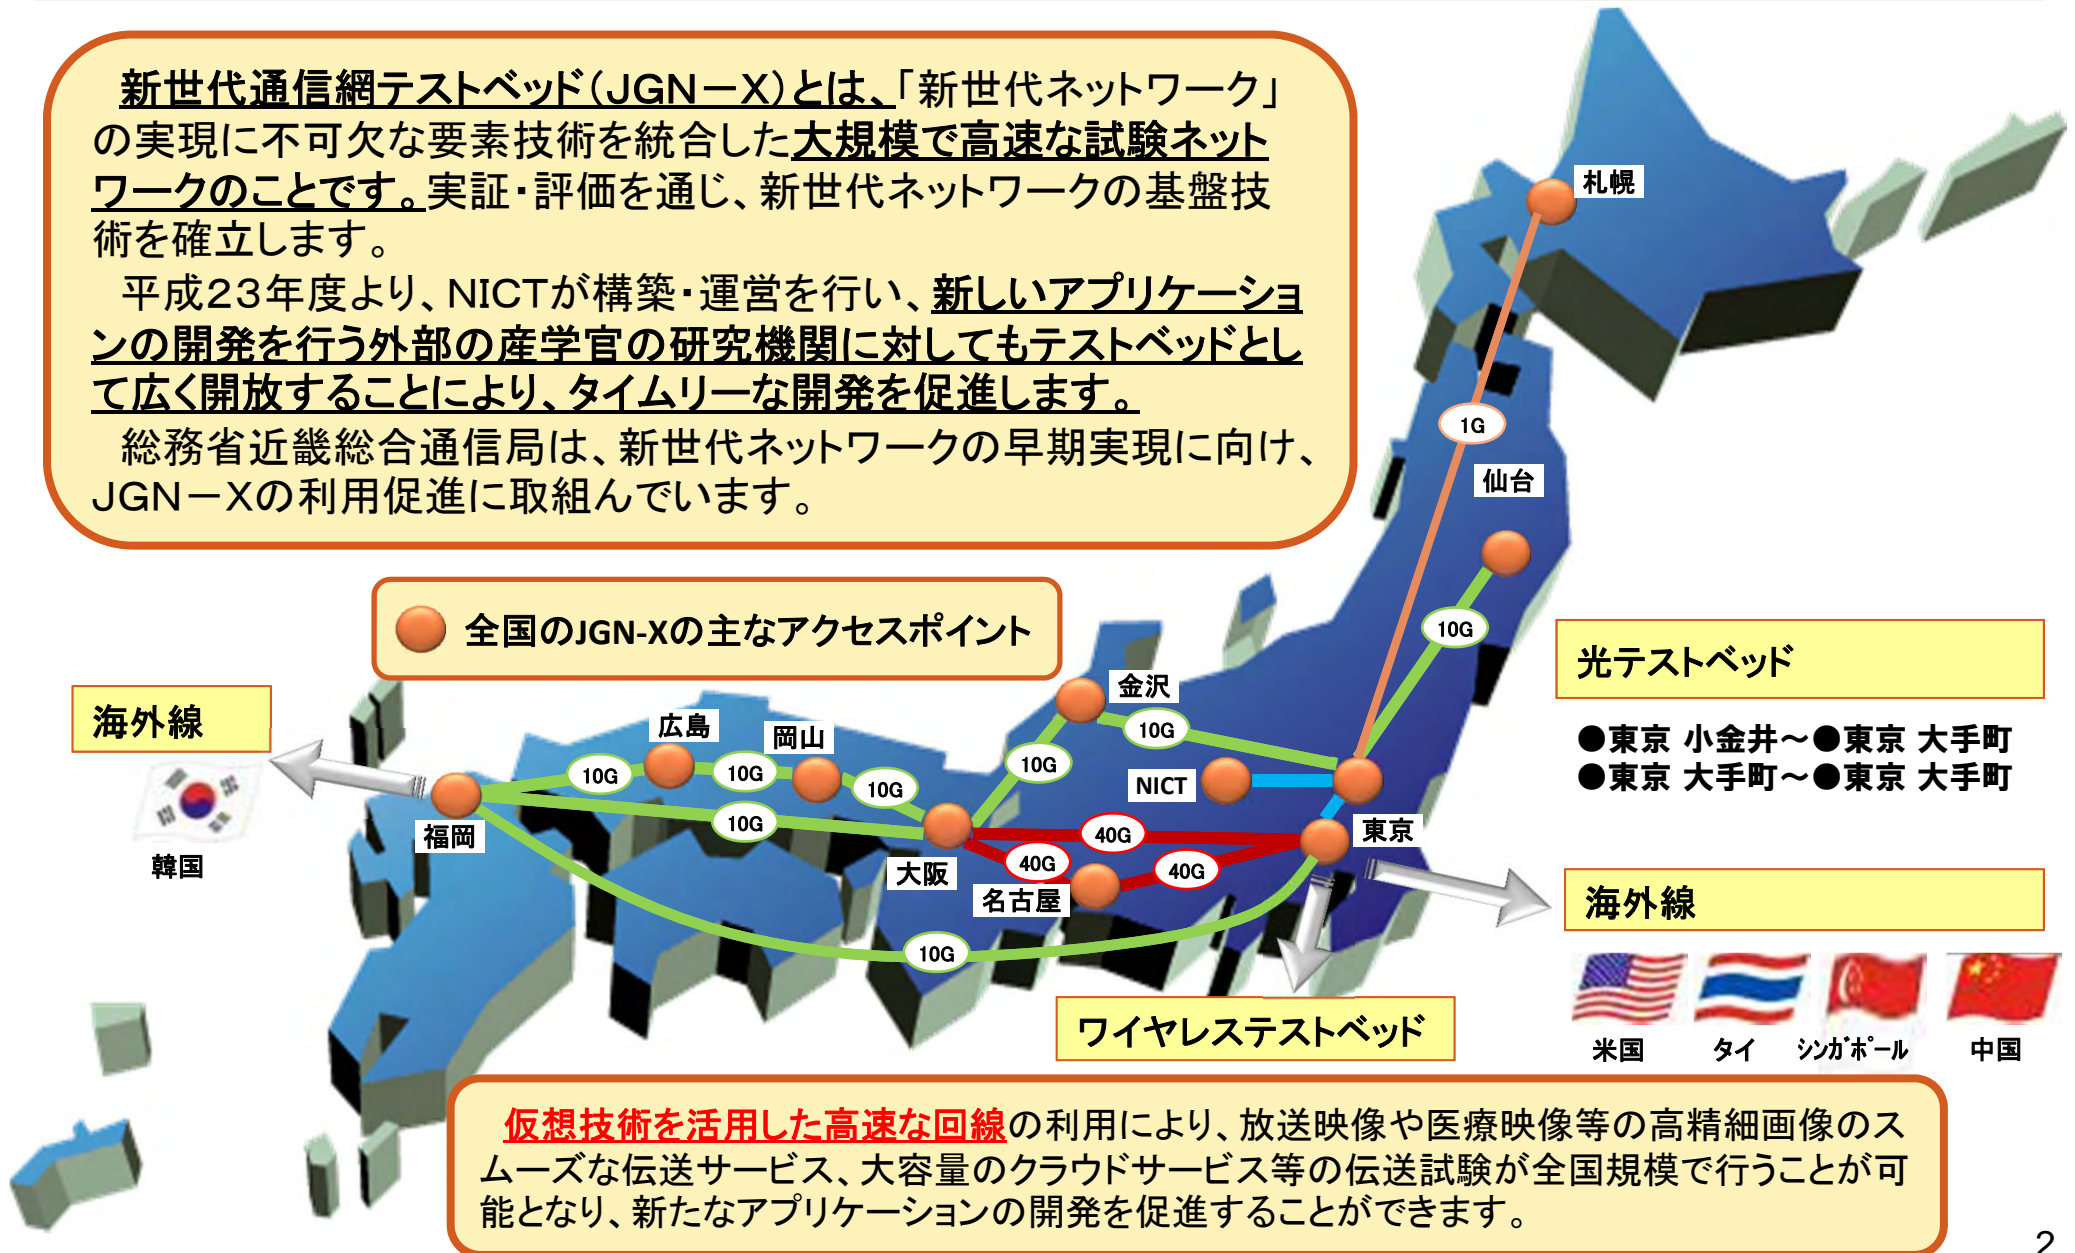 新世代通信網テストベッド（JGN－X）とは、「新世代ネットワーク」
の実現に不可欠な要素技術を統合した大規模で高速な試験ネット
ワークのことです。実証・評価を通じ、新世代ネットワークの基盤技
術を確立します。
平成23年度より、NICTが構築・運営を行い、新しいアプリケーショ
ンの開発を行う外部の産学官の研究機関に対してもテストベッドとし
て広く開放することにより、タイムリーな開発を促進します。
総務省近畿総合通信局は、新世代ネットワークの早期実現に向け、
JGN－Xの利用促進に取組んでいます。
札幌
1G
仙台
10G
全国のJGN-Xの主なアクセスポイント
光テストベッド
●東京 小金井～●東京 大手町
●東京 大手町～●東京 大手町
海外線
韓国
金沢
10G
10G
広島
岡山
10G
10G
10G
10G
NICT
福岡
大阪
40G
40G
40G
名古屋
東京
10G
海外線
米国
タイ
ｼﾝｶﾞﾎﾟｰﾙ
中国
ワイヤレステストベッド
仮想技術を活用した高速な回線の利用により、放送映像や医療映像等の高精細画像のス
ムーズな伝送サービス、大容量のクラウドサービス等の伝送試験が全国規模で行うことが可
能となり、新たなアプリケーションの開発を促進することができます。
2